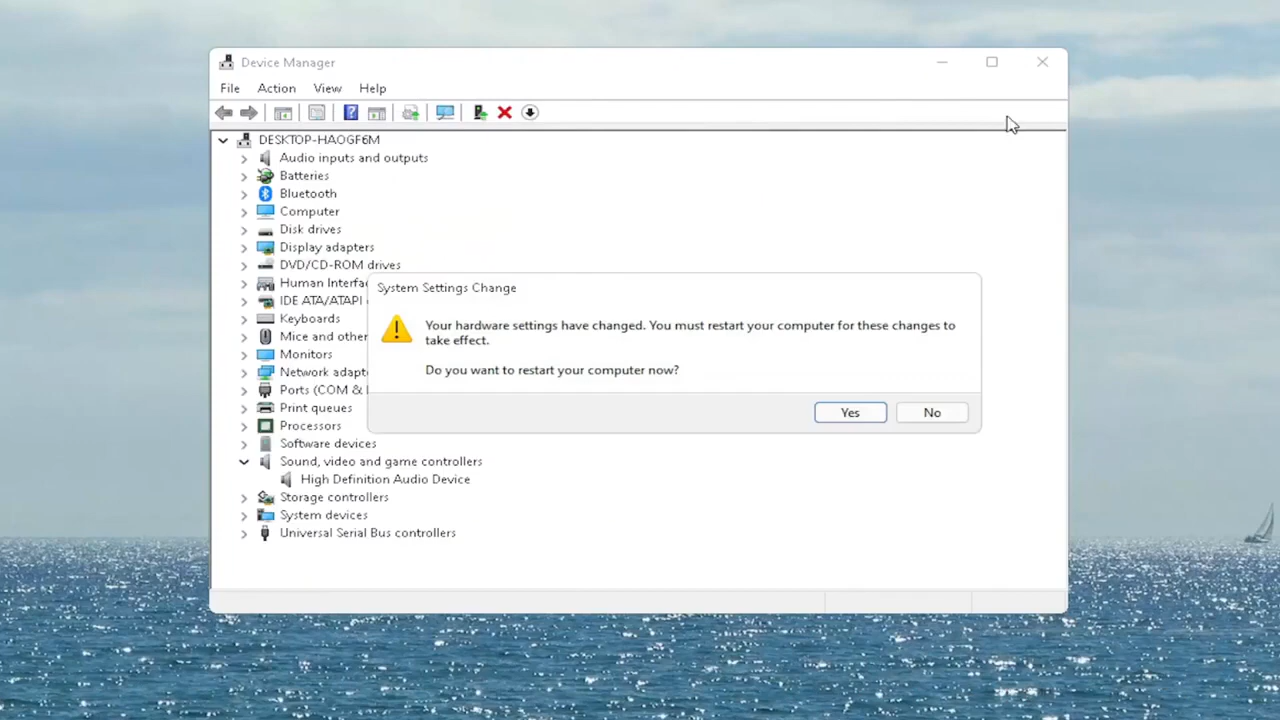 Device Manager
File Action View Help
DESKTOP-HAOGF6M
Audio inputs and outputs
Batteries
Bluetooth
Computer
Disk drives
Display adapters
DVD/CD-ROM drives
Human Interfa
IDE ATA/ATAPI
Keyboards
Mice and other
Monitors
Network adapt
Ports (COM &
Print queues
Processors
Software devices
Sound, video and game controllers
High Definition Audio Device
Storage controllers
System devices
Universal Serial Bus controllers
System Settings Change
Your hardware settings have changed. You must restart your computer for these changes to
take effect.
Do you want to restart your computer now?
Yes No